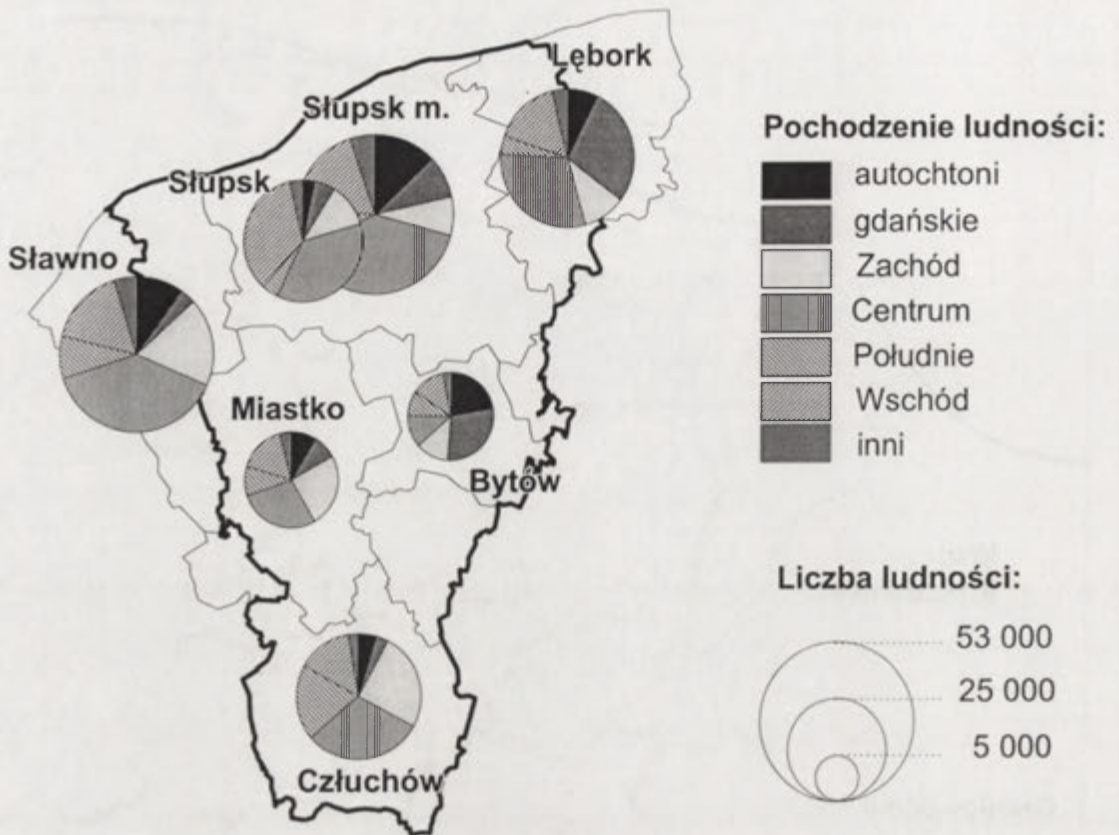 Lębork
Słupsk m.
Słupsk
Sławno
Miastko
Bytów
Człuchów
Pochodzenie ludności:
autochtoni
gdańskie
Zachód
Centrum
Południe
Wschód
inni
Liczba ludności:
53 000
25 000
5 000